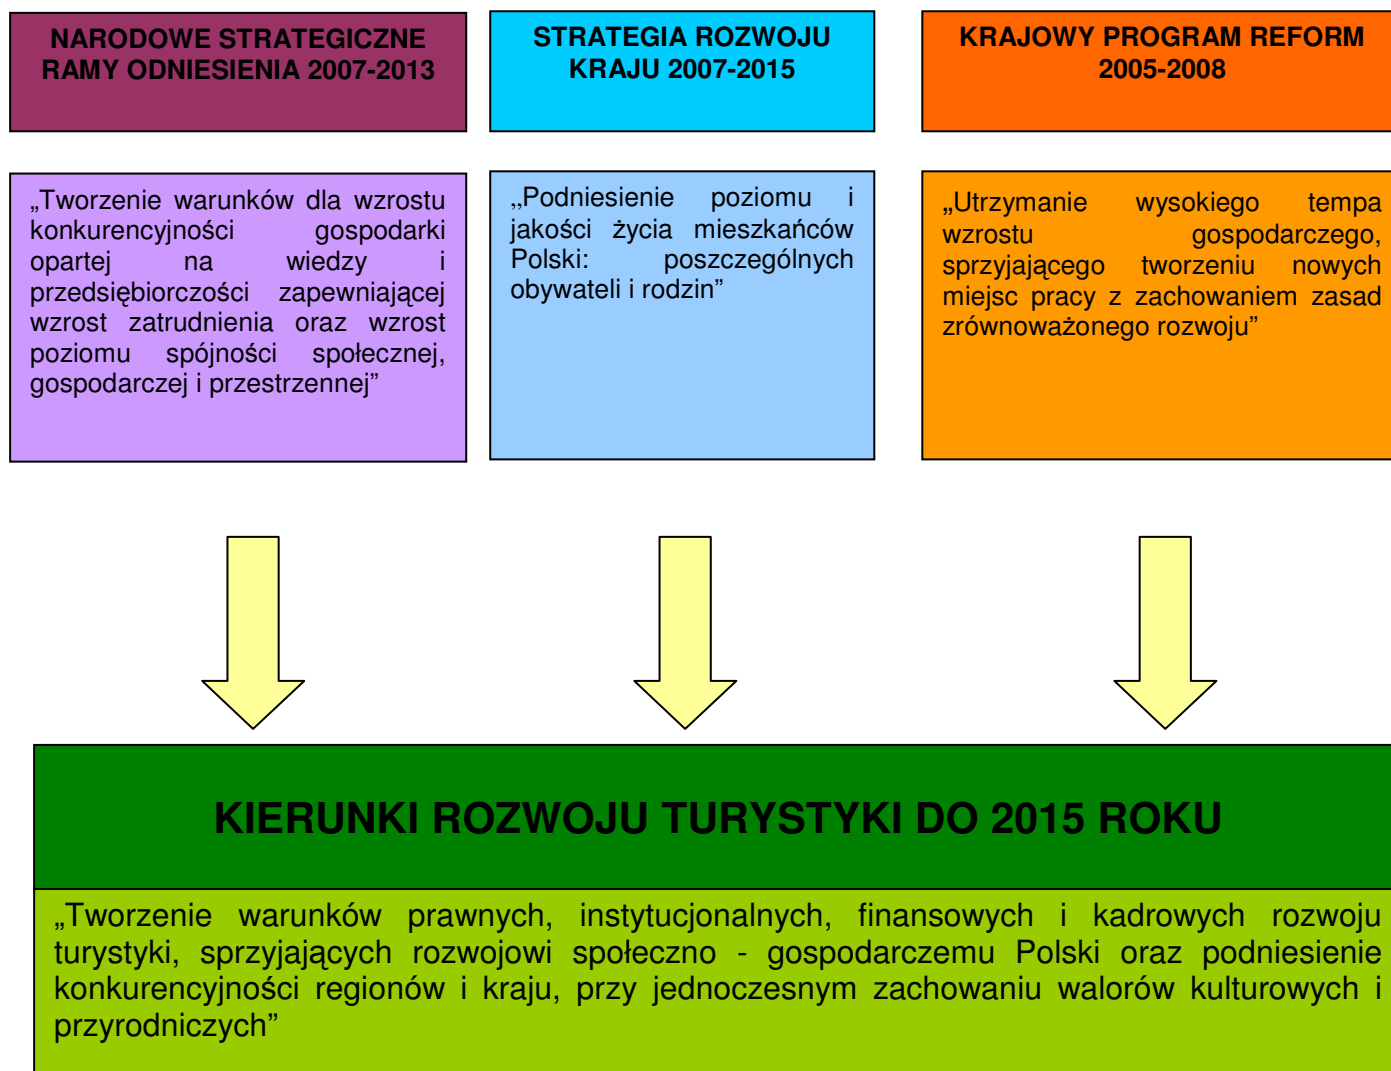 NARODOWE STRATEGICZNE
RAMY ODNIESIENIA 2007-2013
STRATEGIA ROZWOJU
KRAJU 2007-2015
KRAJOWY PROGRAM REFORM
2005-2008
„Tworzenie warunków dla wzrostu
konkurencyjności gospodarki
opartej na wiedzy i
przedsiębiorczości zapewniającej
wzrost zatrudnienia oraz wzrost
poziomu spójności społecznej,
gospodarczej i przestrzennej”
„Podniesienie poziomu i
jakości życia mieszkańców
Polski: poszczególnych
obywateli i rodzin”
„Utrzymanie wysokiego tempa
wzrostu gospodarczego,
sprzyjającego tworzeniu nowych
miejsc pracy z zachowaniem zasad
zrównoważonego rozwoju”
KIERUNKI ROZWOJU TURYSTYKI DO 2015 ROKU
„Tworzenie warunków prawnych, instytucjonalnych, finansowych i kadrowych rozwoju
turystyki, sprzyjających rozwojowi społeczno - gospodarczemu Polski oraz podniesienie
konkurencyjności regionów i kraju, przy jednoczesnym zachowaniu walorów kulturowych i
przyrodniczych”